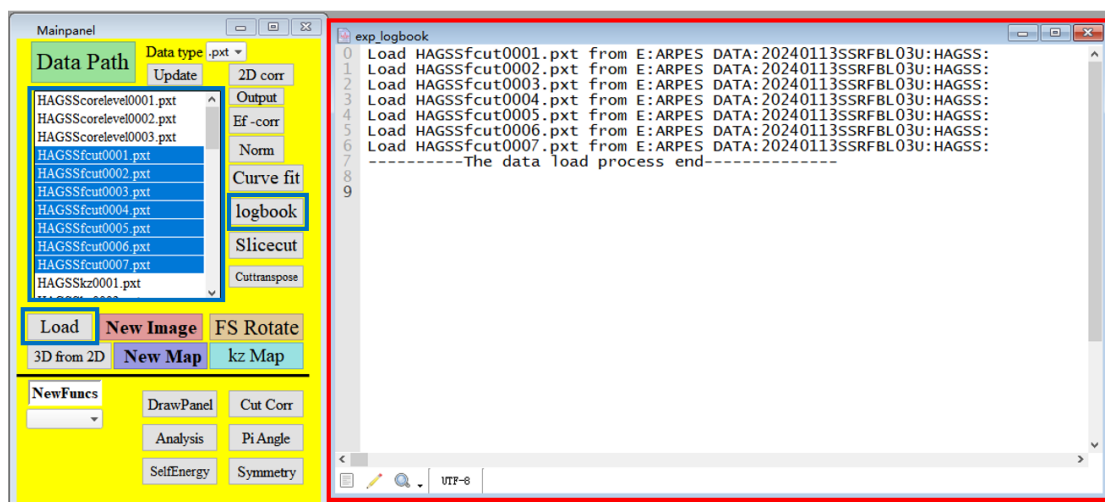 Mainpanel
Data Path
Data type .pxt
Update
2D corr
HAGSScorelevel0001.pxt
HAGSScorelevel0002.pxt
HAGSScorelevel0003.pxt
HAGSSfcut0001.pxt
HAGSSfcut0002.pxt
HAGSSfcut0003.pxt
HAGSSfcut0004.pxt
HAGSSfcut0005.pxt
HAGSSfcut0006.pxt
HAGSSfcut0007.pxt
HAGSSkz0001.pxt
Output
Ef -corr
Norm
Curve fit
logbook
Slicecut
Cuttranspose
Load
New Image
FS Rotate
3D from 2D
New Map
kz Map
NewFuncs
DrawPanel
Cut Corr
Analysis
Pi Angle
SelfEnergy
Symmetry
exp_logbook
0 Load HAGSSfcut0001.pxt from E:ARPES DATA:20240113SSRFBL03U:HAGSS:
1 Load HAGSSfcut0002.pxt from E:ARPES DATA:20240113SSRFBL03U:HAGSS:
2 Load HAGSSfcut0003.pxt from E:ARPES DATA:20240113SSRFBL03U:HAGSS:
3 Load HAGSSfcut0004.pxt from E:ARPES DATA:20240113SSRFBL03U:HAGSS:
4 Load HAGSSfcut0005.pxt from E:ARPES DATA:20240113SSRFBL03U:HAGSS:
5 Load HAGSSfcut0006.pxt from E:ARPES DATA:20240113SSRFBL03U:HAGSS:
6 Load HAGSSfcut0007.pxt from E:ARPES DATA:20240113SSRFBL03U:HAGSS:
7 ----------The data load process end--------------
8
9
UTF-8